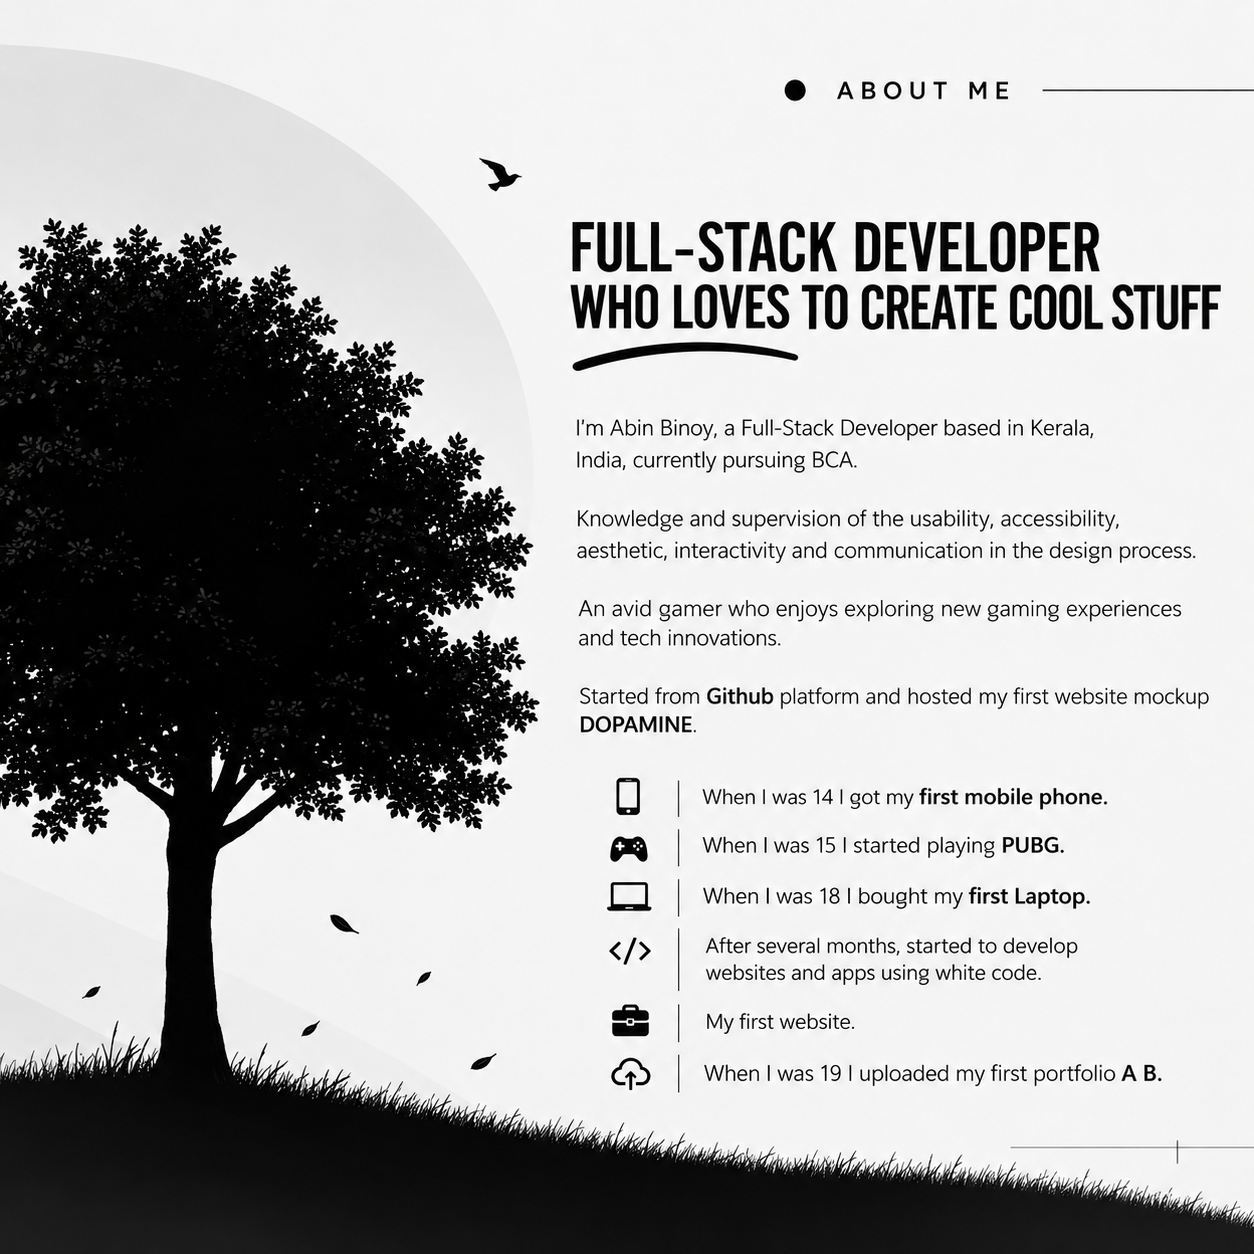 ABOUT ME
FULL-STACK DEVELOPER
WHO LOVES TO CREATE COOL STUFF
I'm Abin Binoy, a Full-Stack Developer based in Kerala,
India, currently pursuing BCA.
Knowledge and supervision of the usability, accessibility,
aesthetic, interactivity and communication in the design process.
An avid gamer who enjoys exploring new gaming experiences
and tech innovations.
Started from Github platform and hosted my first website mockup
DOPAMINE.
When I was 14 I got my first mobile phone.
When I was 15 I started playing PUBG.
When I was 18 I bought my first Laptop.
After several months, started to develop
websites and apps using white code.
My first website.
When I was 19 I uploaded my first portfolio A B.